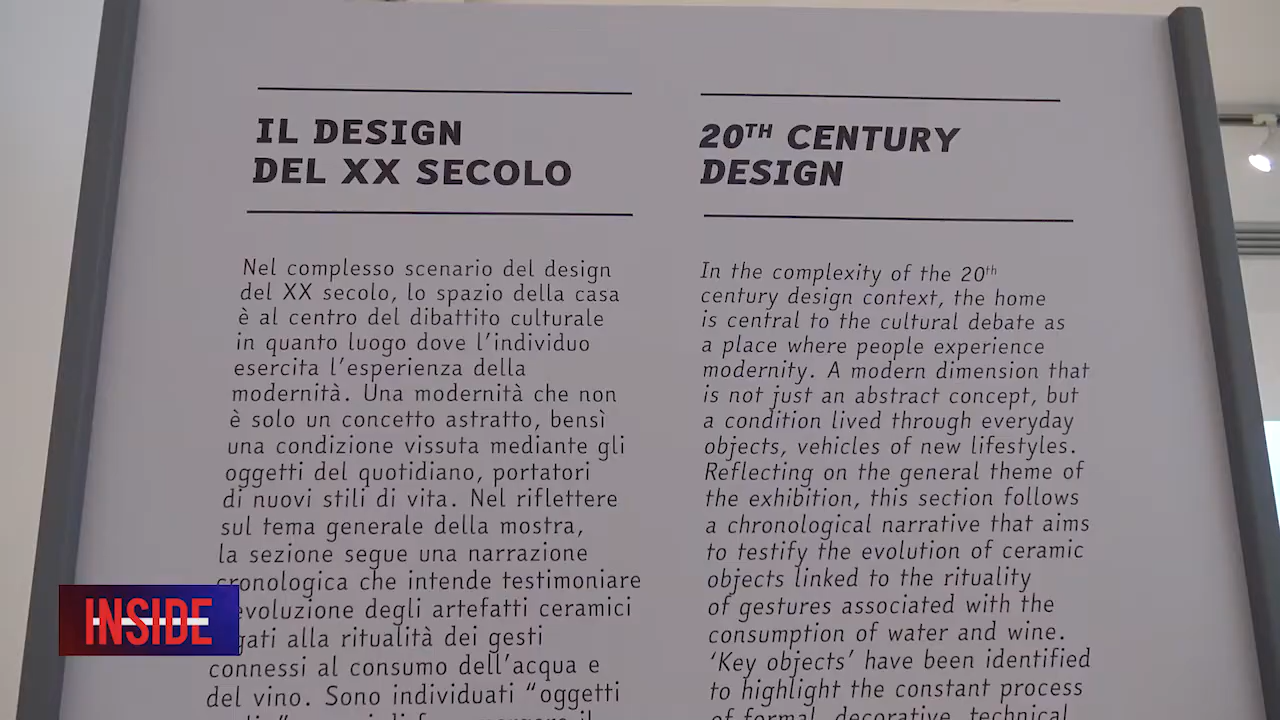 IL DESIGN
DEL XX SECOLO
Nel complesso scenario del design
del XX secolo, lo spazio della casa
è al centro del dibattito culturale
in quanto luogo dove l'individuo
esercita l'esperienza della
modernità. Una modernità che non
è solo un concetto astratto, bensì
una condizione vissuta mediante gli
oggetti del quotidiano, portatori
di nuovi stili di vita. Nel riflettere
sul tema generale della mostra,
la sezione segue una narrazione
cronologica che intende testimoniare
evoluzione degli artefatti ceramici
gati alla ritualità dei gesti
connessi al consumo dell'acqua e
del vino. Sono individuati "oggetti
20TH CENTURY
DESIGN
In the complexity of the 20th
century design context, the home
is central to the cultural debate as
a place where people experience
modernity. A modern dimension that
is not just an abstract concept, but
a condition lived through everyday
objects, vehicles of new lifestyles.
Reflecting on the general theme of
the exhibition, this section follows
a chronological narrative that aims
to testify the evolution of ceramic
objects linked to the rituality
of gestures associated with the
consumption of water and wine.
'Key objects' have been identified
to highlight the constant process
of formal, decorative, technical
INSIDE